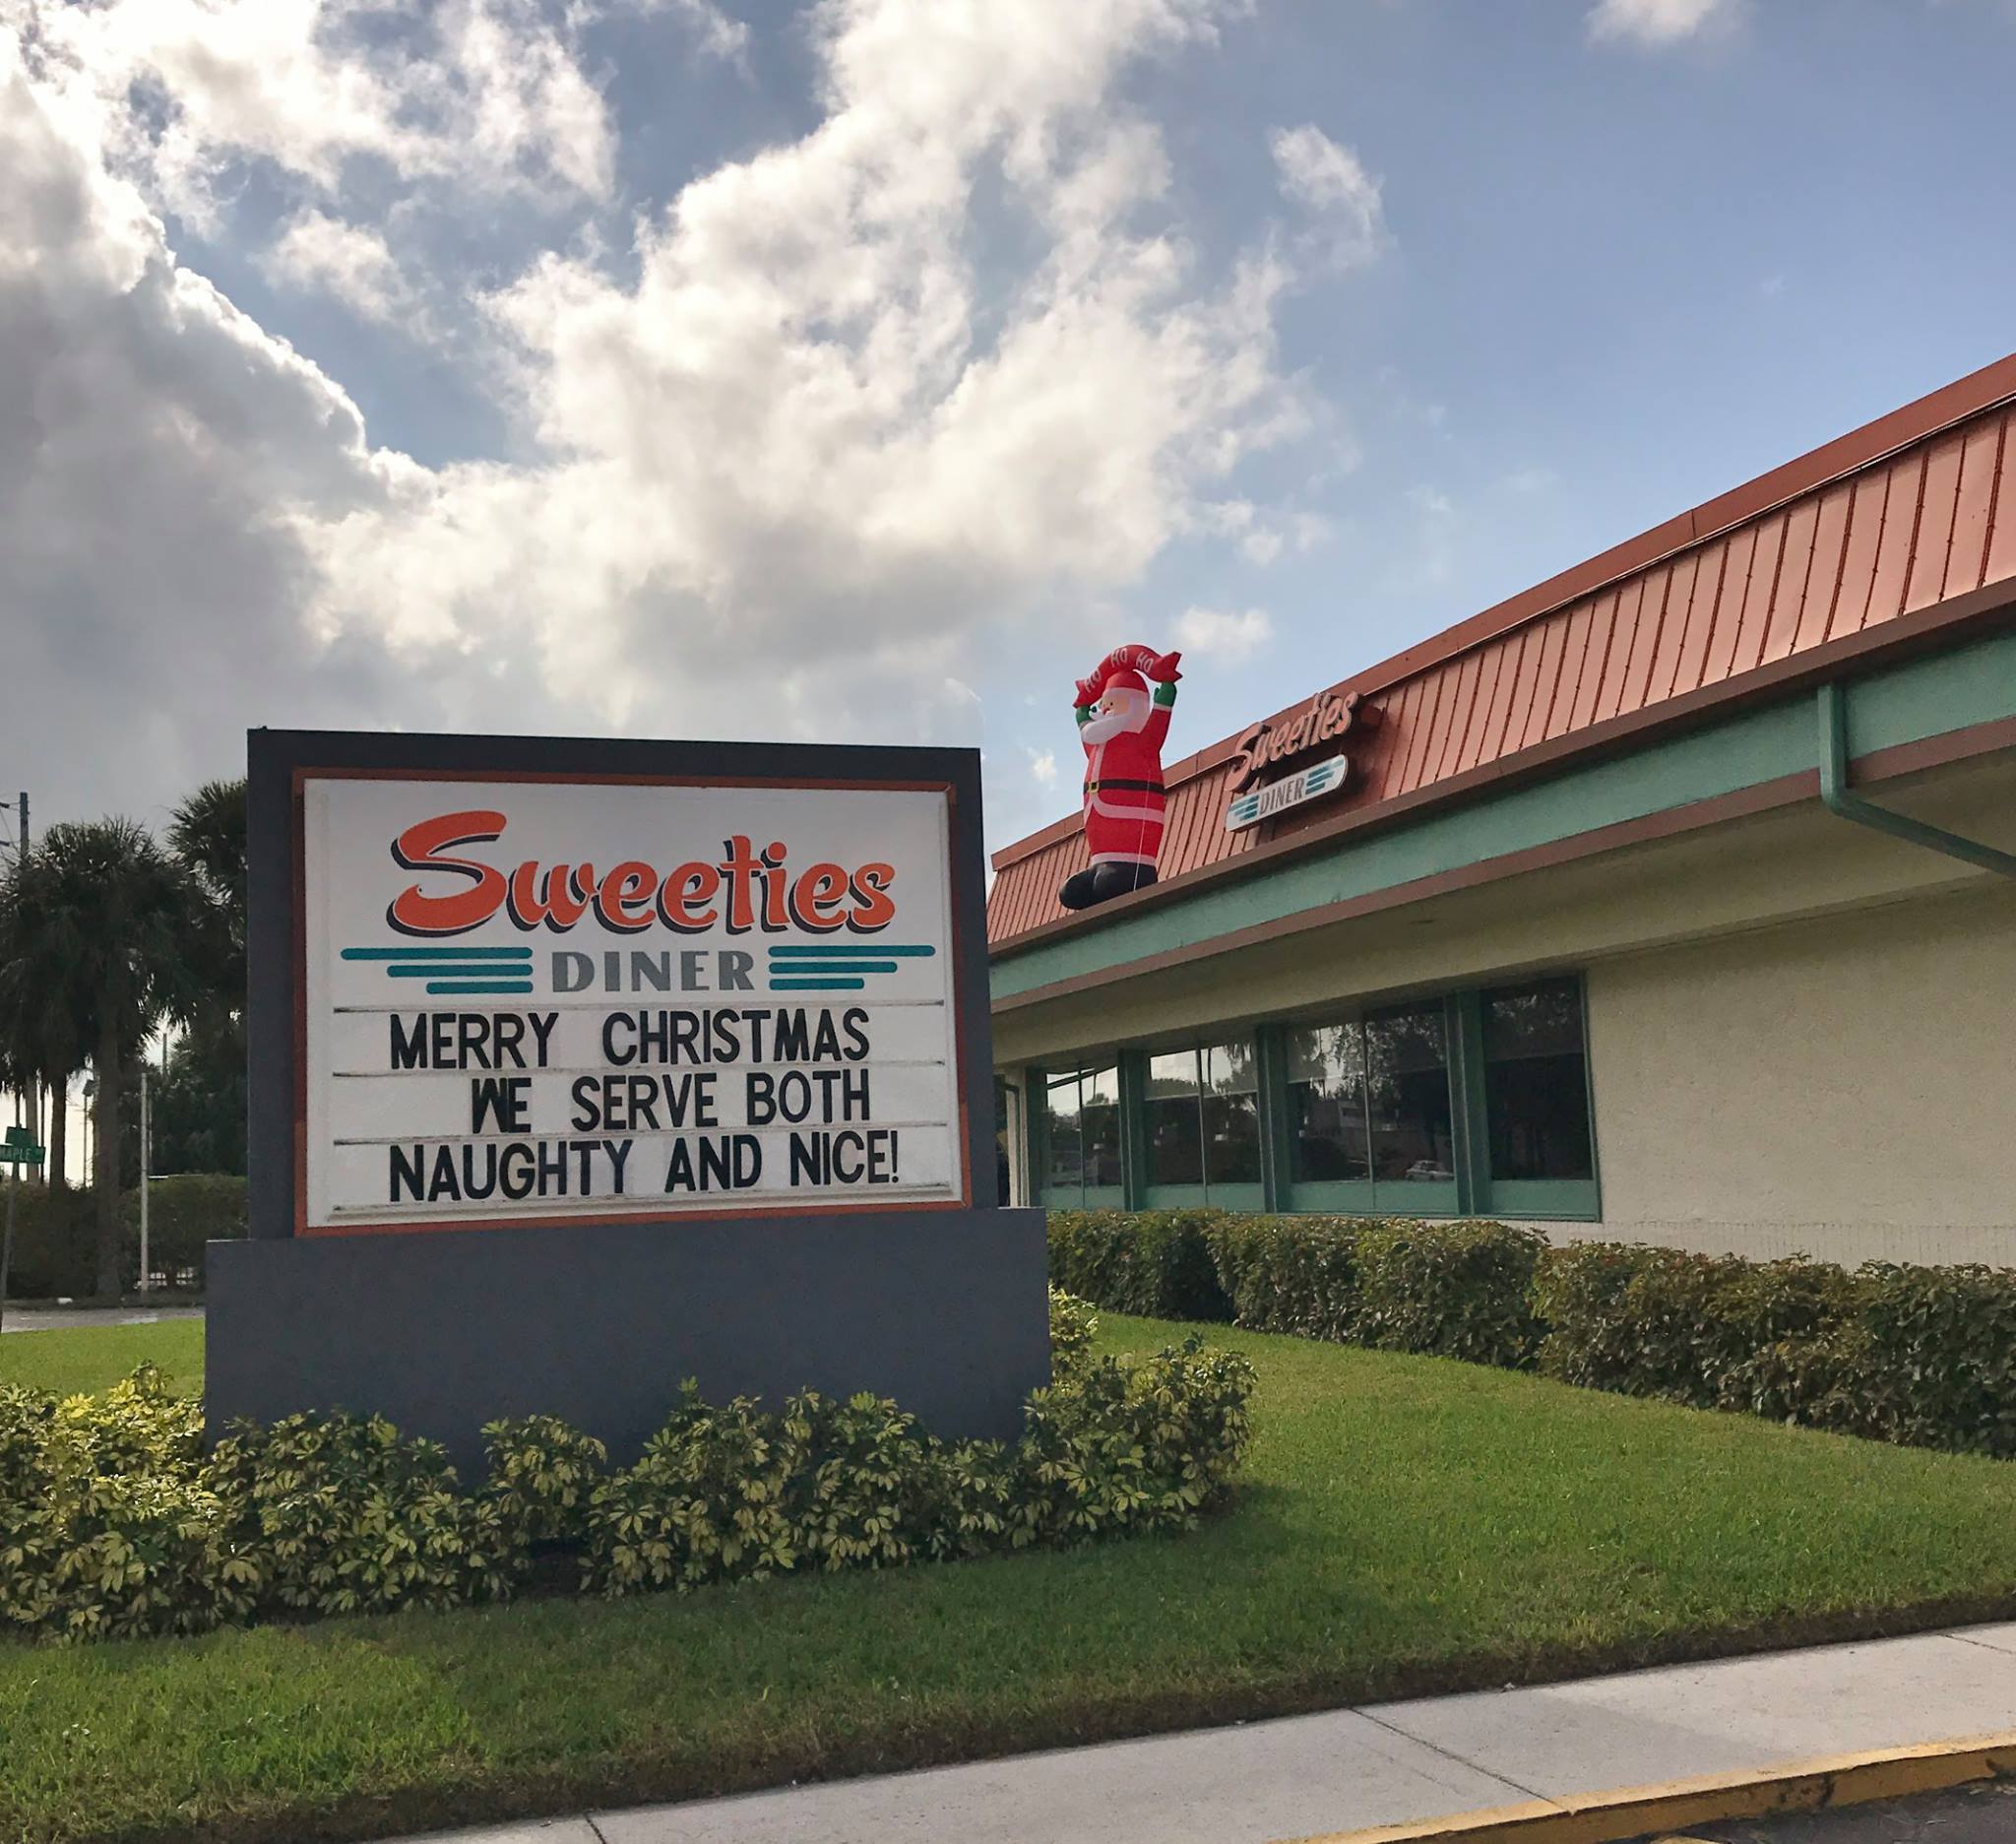 Sweeties
DINER
MERRY CHRISTMAS
WE SERVE BOTH
NAUGHTY AND NICE!
HO HO HO
Sweeties
DINER
MAPLE